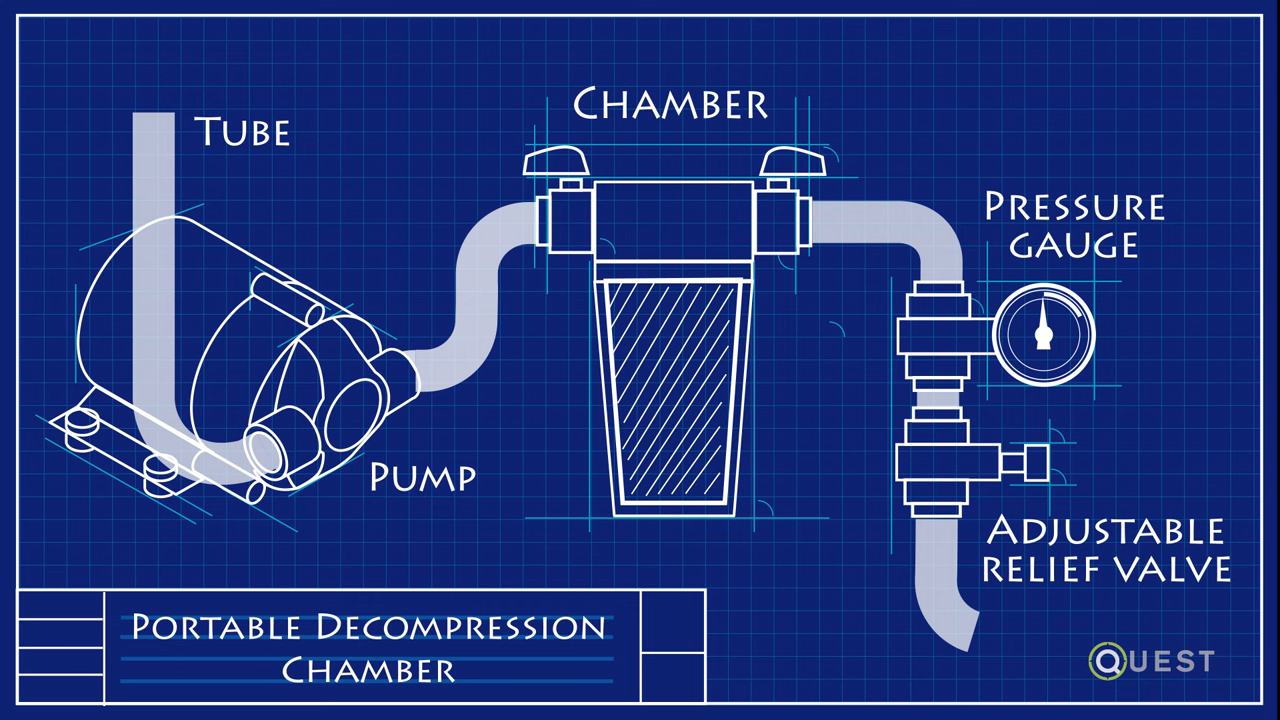 Chamber
Tube
Pressure
gauge
Pump
Adjustable
relief valve
Portable Decompression
Chamber
QUEST